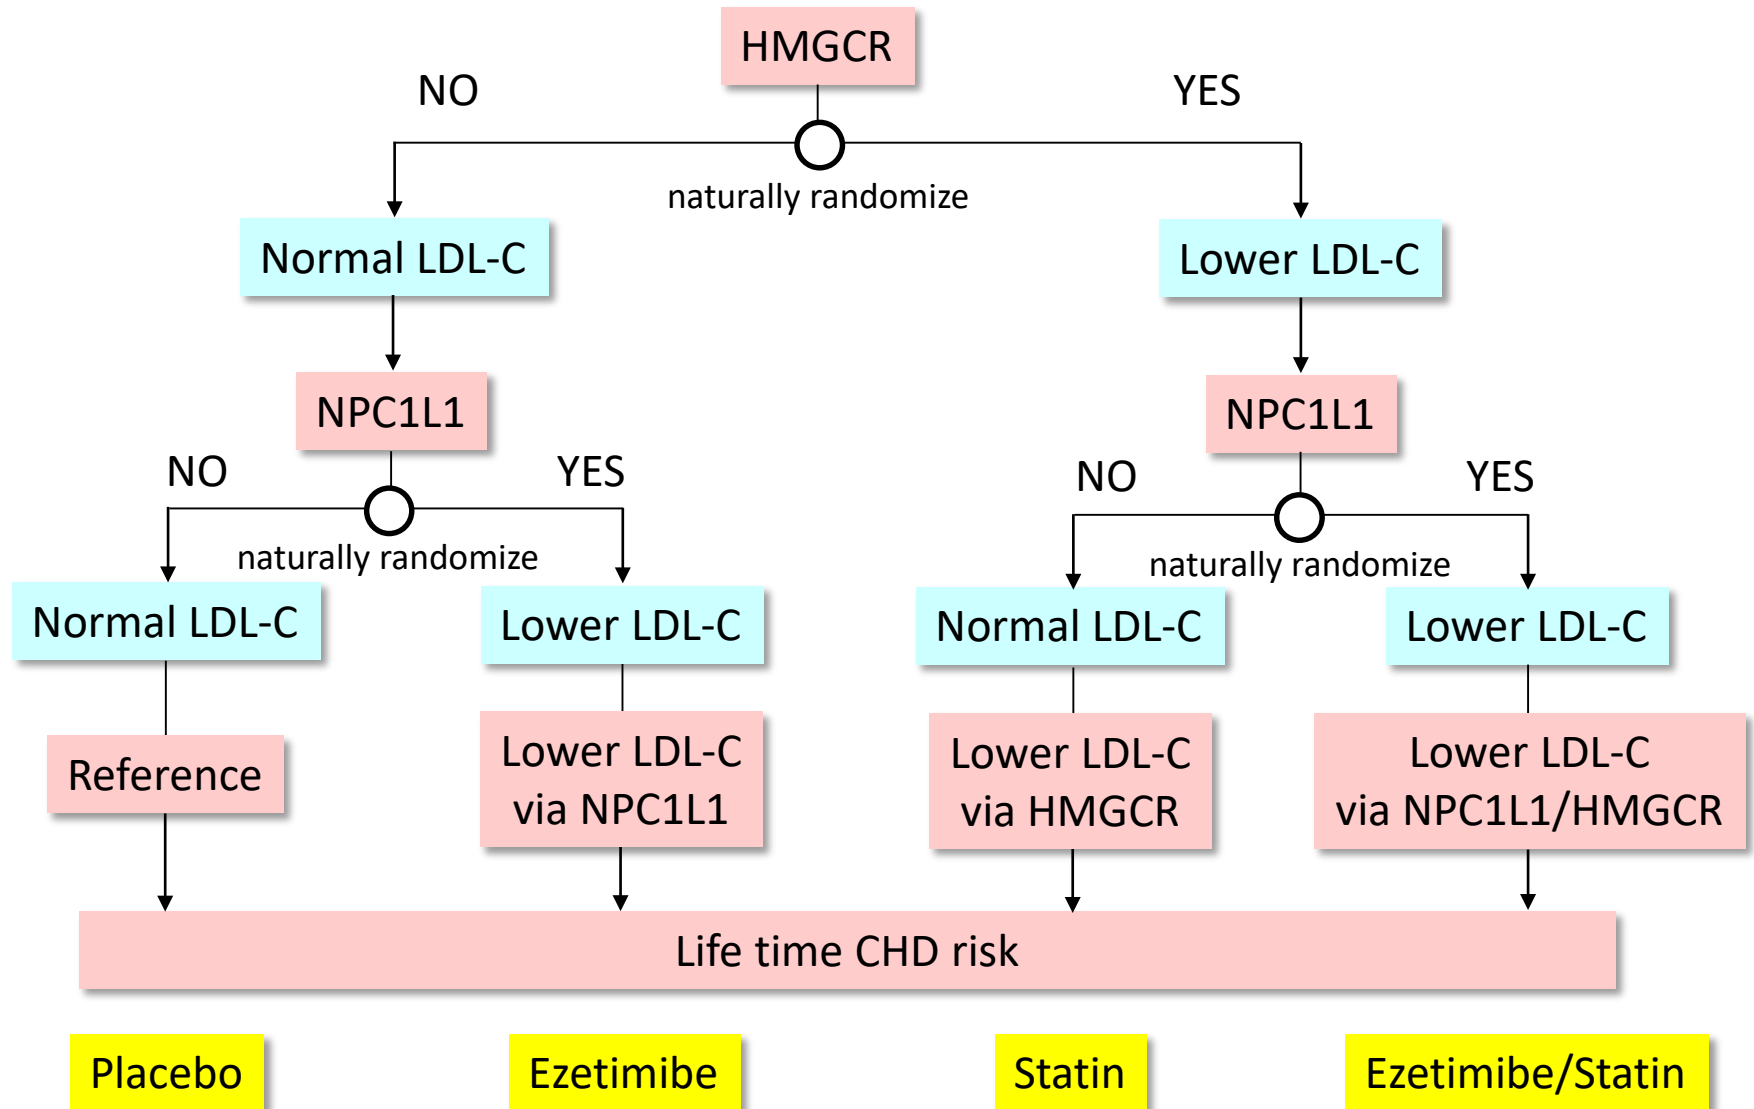 HMGCR
NO
YES
naturally randomize
Normal LDL-C
Lower LDL-C
NPC1L1
NPC1L1
NO
YES
NO
YES
naturally randomize
naturally randomize
Normal LDL-C
Lower LDL-C
Normal LDL-C
Lower LDL-C
Reference
Lower LDL-C
via NPC1L1
Lower LDL-C
via HMGCR
Lower LDL-C
via NPC1L1/HMGCR
Life time CHD risk
Placebo
Ezetimibe
Statin
Ezetimibe/Statin